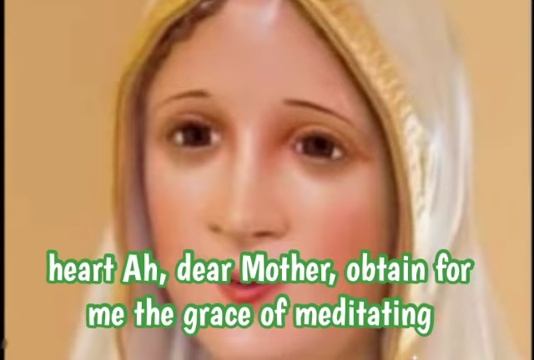 heart Ah, dear Mother, obtain for
me the grace of meditating